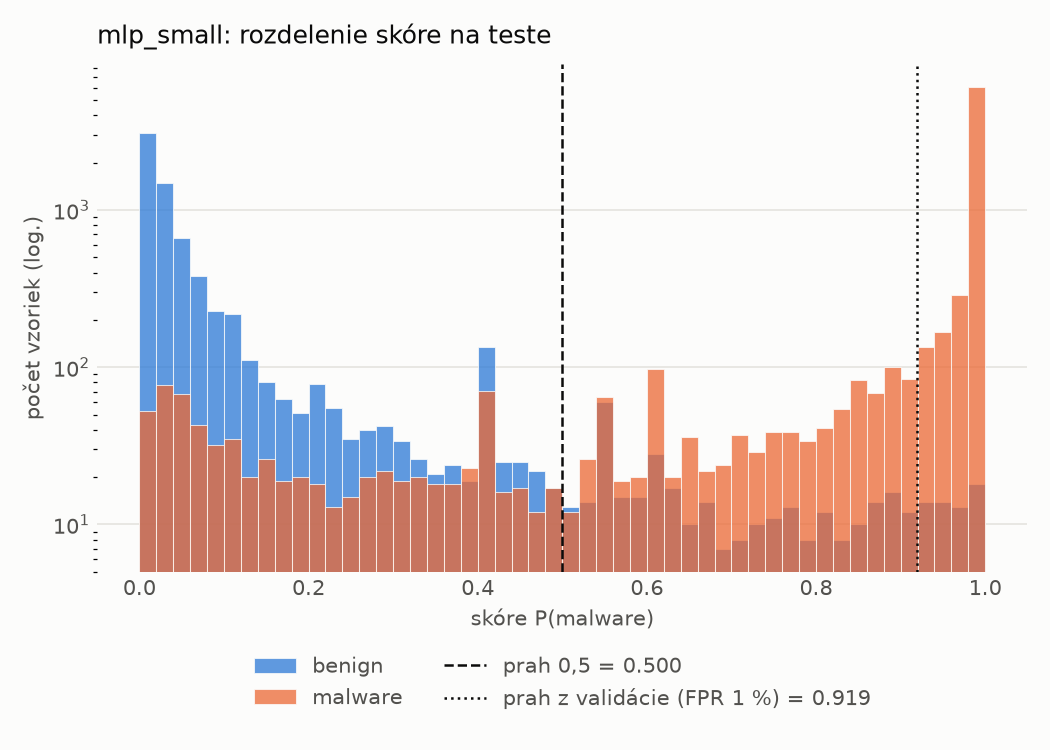 mlp_small: rozdelenie skóre na teste
počet vzoriek (log.)
10³
10²
10¹
0.0 0.2 0.4 0.6 0.8 1.0
skóre P(malware)
benign
malware
prah 0,5 = 0.500
prah z validácie (FPR 1 %) = 0.919